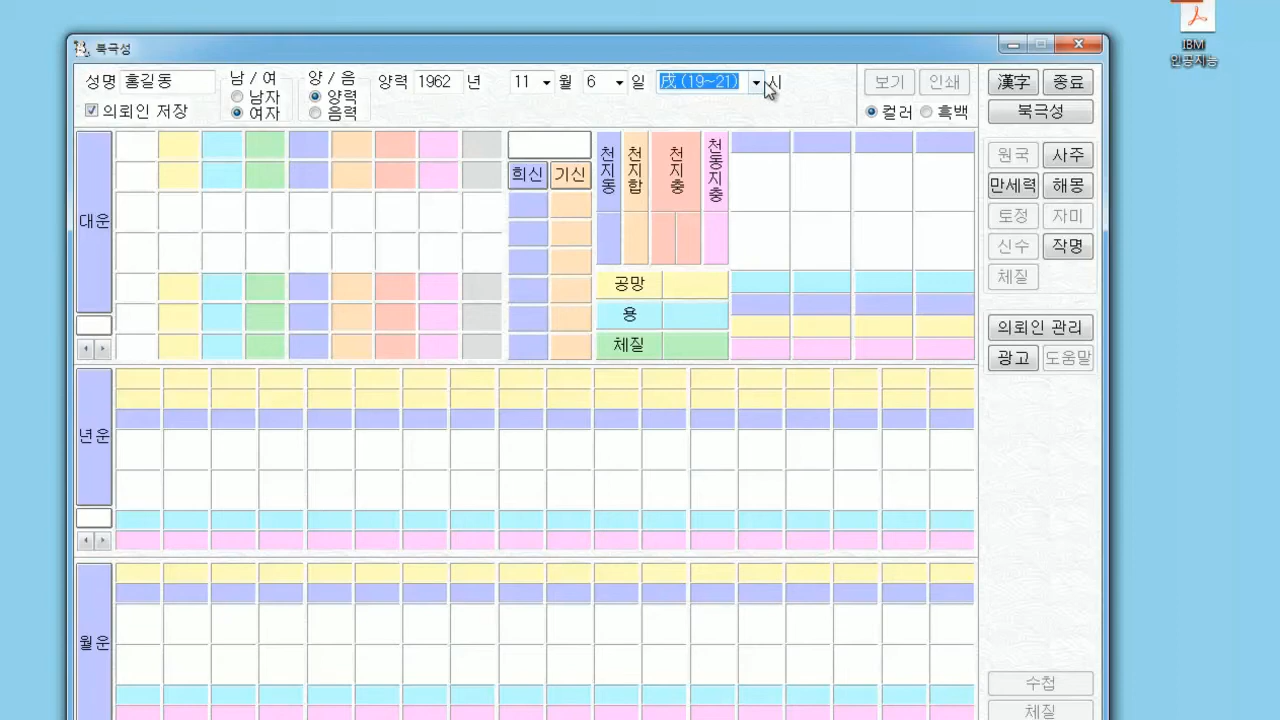 IBM
인공지능
북극성
성명 홍길동
남 / 여
남자
여자
양 / 음
양력
음력
양력 1962 년 11 월 6 일 戌 (19~21) 시
의뢰인 저장
보기 인쇄
컬러 흑백
漢字 종료
북극성
원국 사주
만세력 해몽
토정 자미
신수 작명
체질
의뢰인 관리
광고 도움말
대운
희신 기신
천지동
천지합
천지충
천동지충
공망
용
체질
년운
월운
수첩
체질